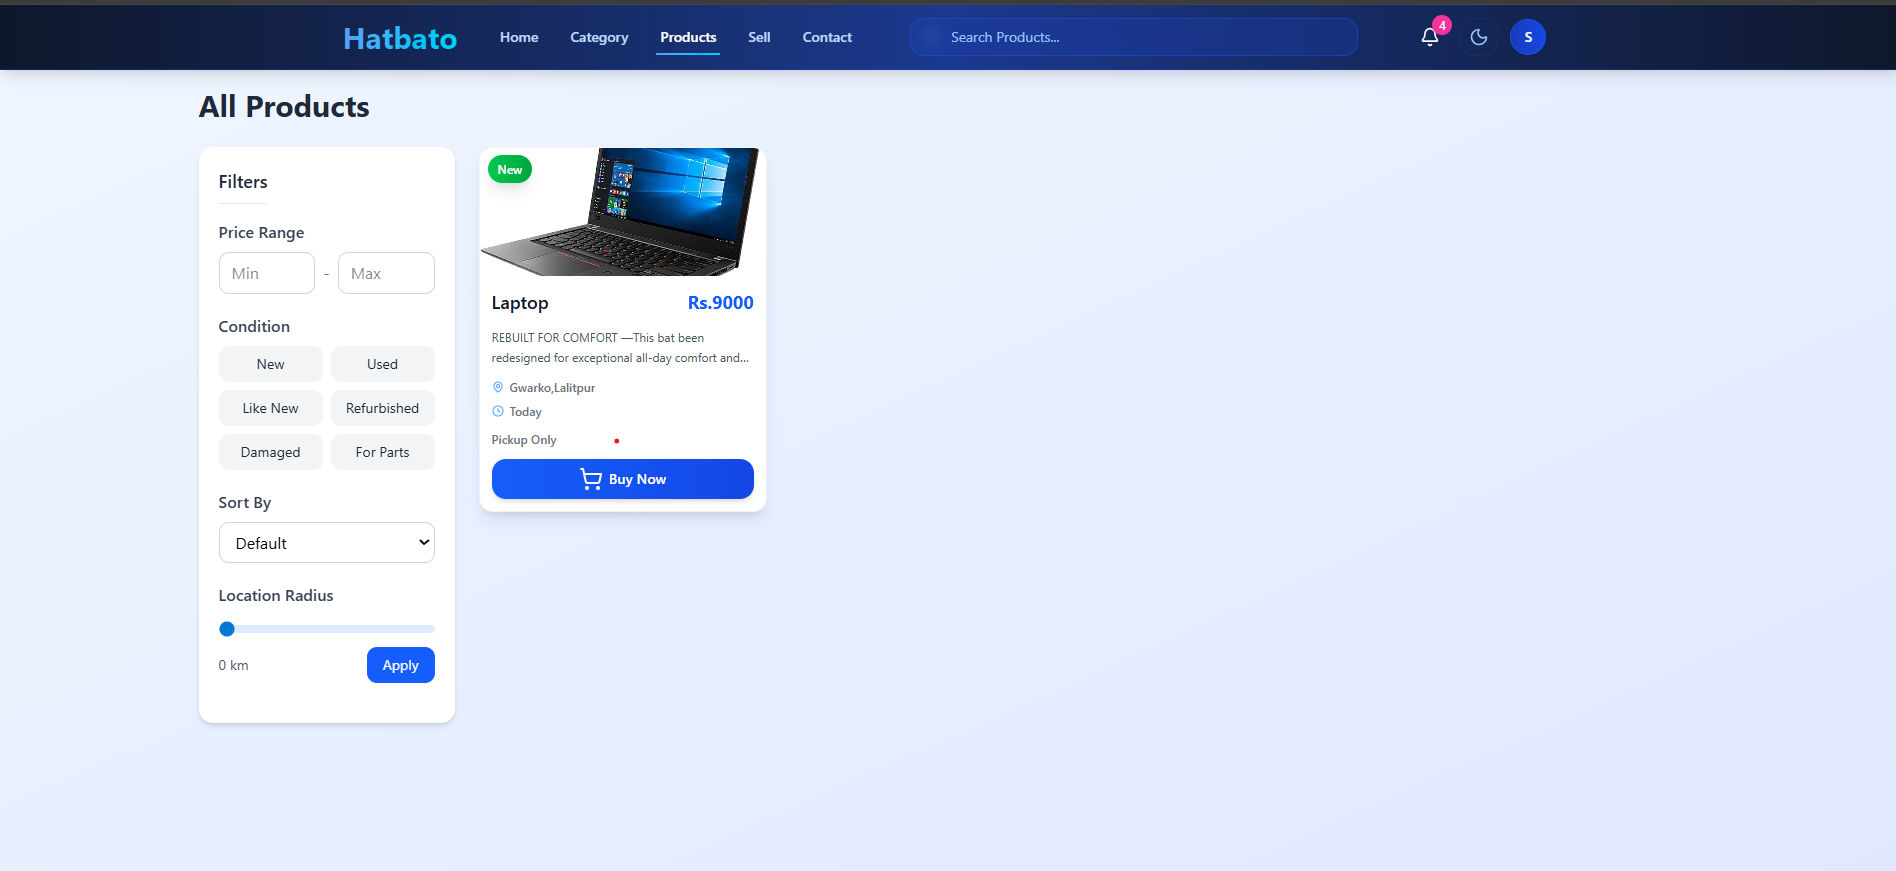 Hatbato
Home
Category
Products
Sell
Contact
Search Products...
4
S
All Products
Filters
Price Range
Min
-
Max
Condition
New
Used
Like New
Refurbished
Damaged
For Parts
Sort By
Default
Location Radius
0 km
Apply
New
Laptop
Rs.9000
REBUILT FOR COMFORT —This bat been
redesigned for exceptional all-day comfort and...
Gwarko,Lalitpur
Today
Pickup Only
Buy Now